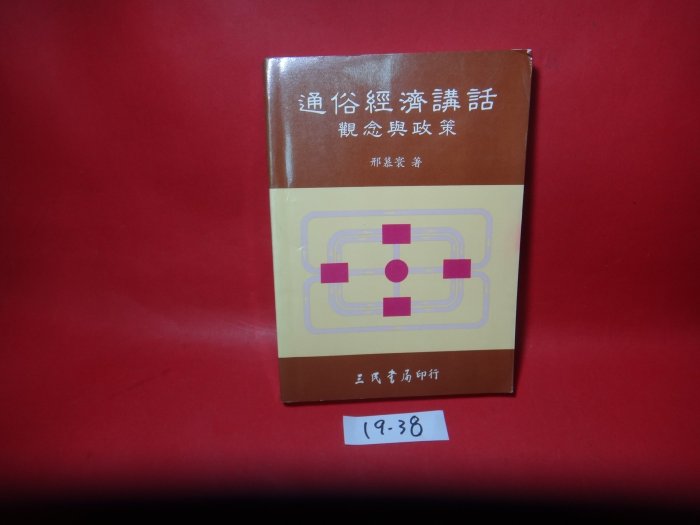 通俗經濟講話
觀念與政策
邢慕寰 著
三民書局印行
19-38